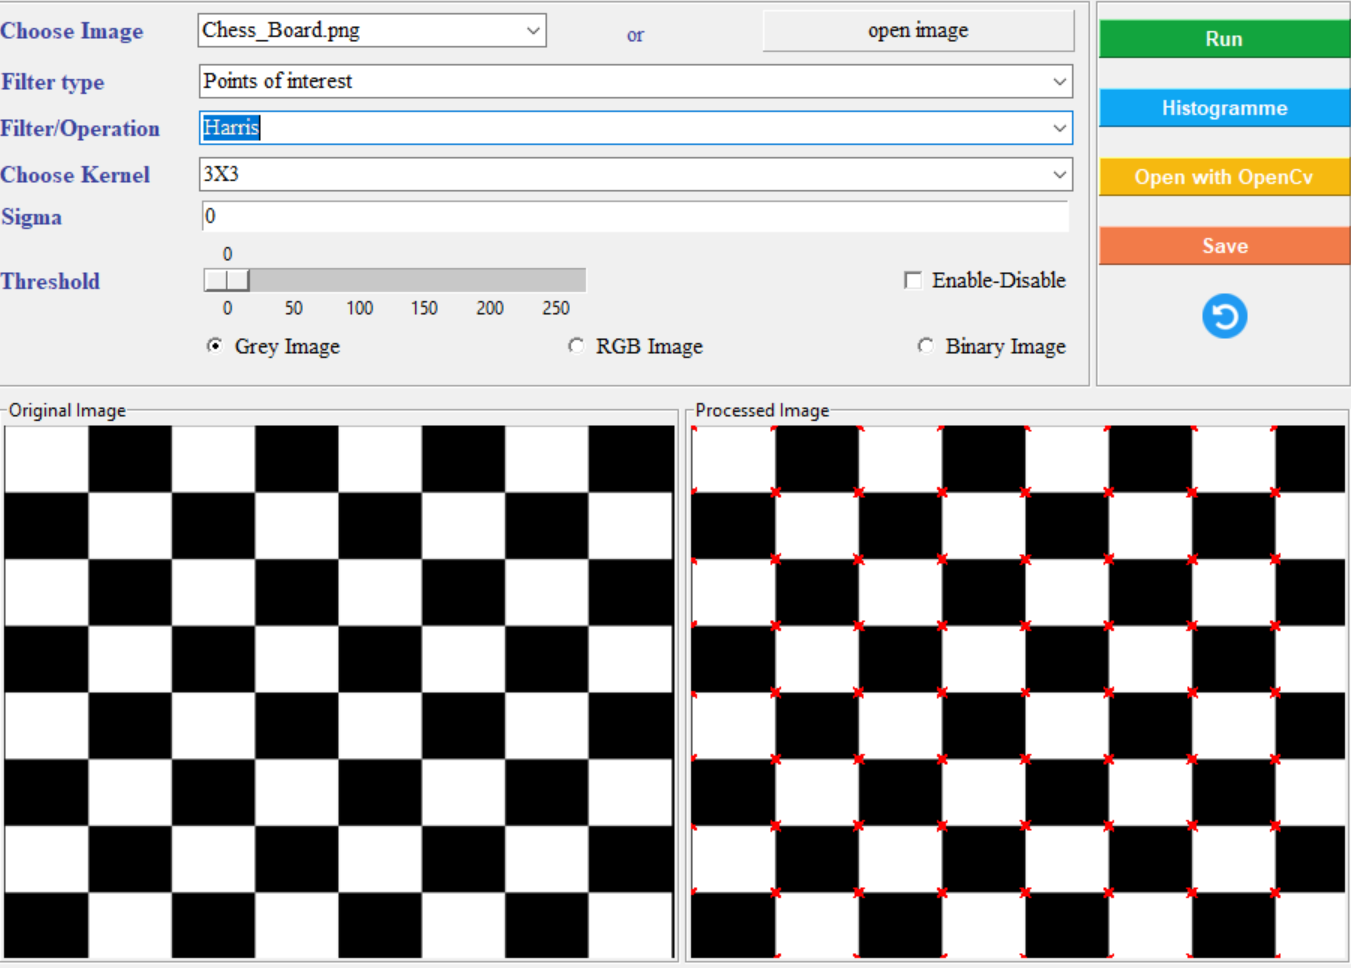 Choose Image Chess_Board.png or open image
Filter type Points of interest
Filter/Operation Harris
Choose Kernel 3X3
Sigma 0
0
Threshold Enable-Disable
0 50 100 150 200 250
Grey Image RGB Image Binary Image
Run
Histogramme
Open with OpenCv
Save
Original Image
Processed Image